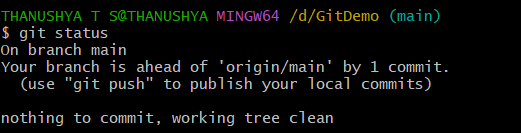 THANUSHYA T S@THANUSHYA MINGW64 /d/GitDemo (main)
$ git status
On branch main
Your branch is ahead of 'origin/main' by 1 commit.
  (use "git push" to publish your local commits)

nothing to commit, working tree clean